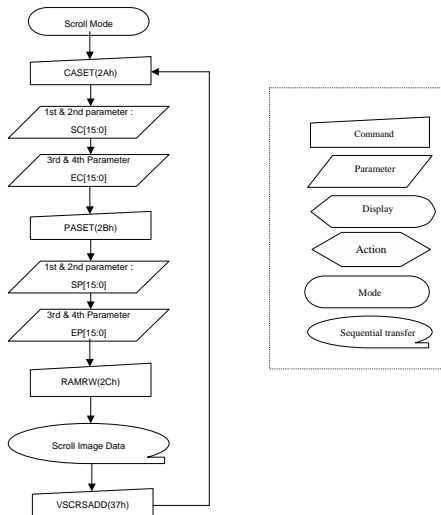 Scroll Mode
CASET(2Ah)
1st & 2nd parameter :
SC[15:0]
3rd & 4th Parameter
EC[15:0]
PASET(2Bh)
1st & 2nd parameter :
SP[15:0]
3rd & 4th Parameter
EP[15:0]
RAMRW(2Ch)
Scroll Image Data
VSCRSADD(37h)
Command
Parameter
Display
Action
Mode
Sequential transfer